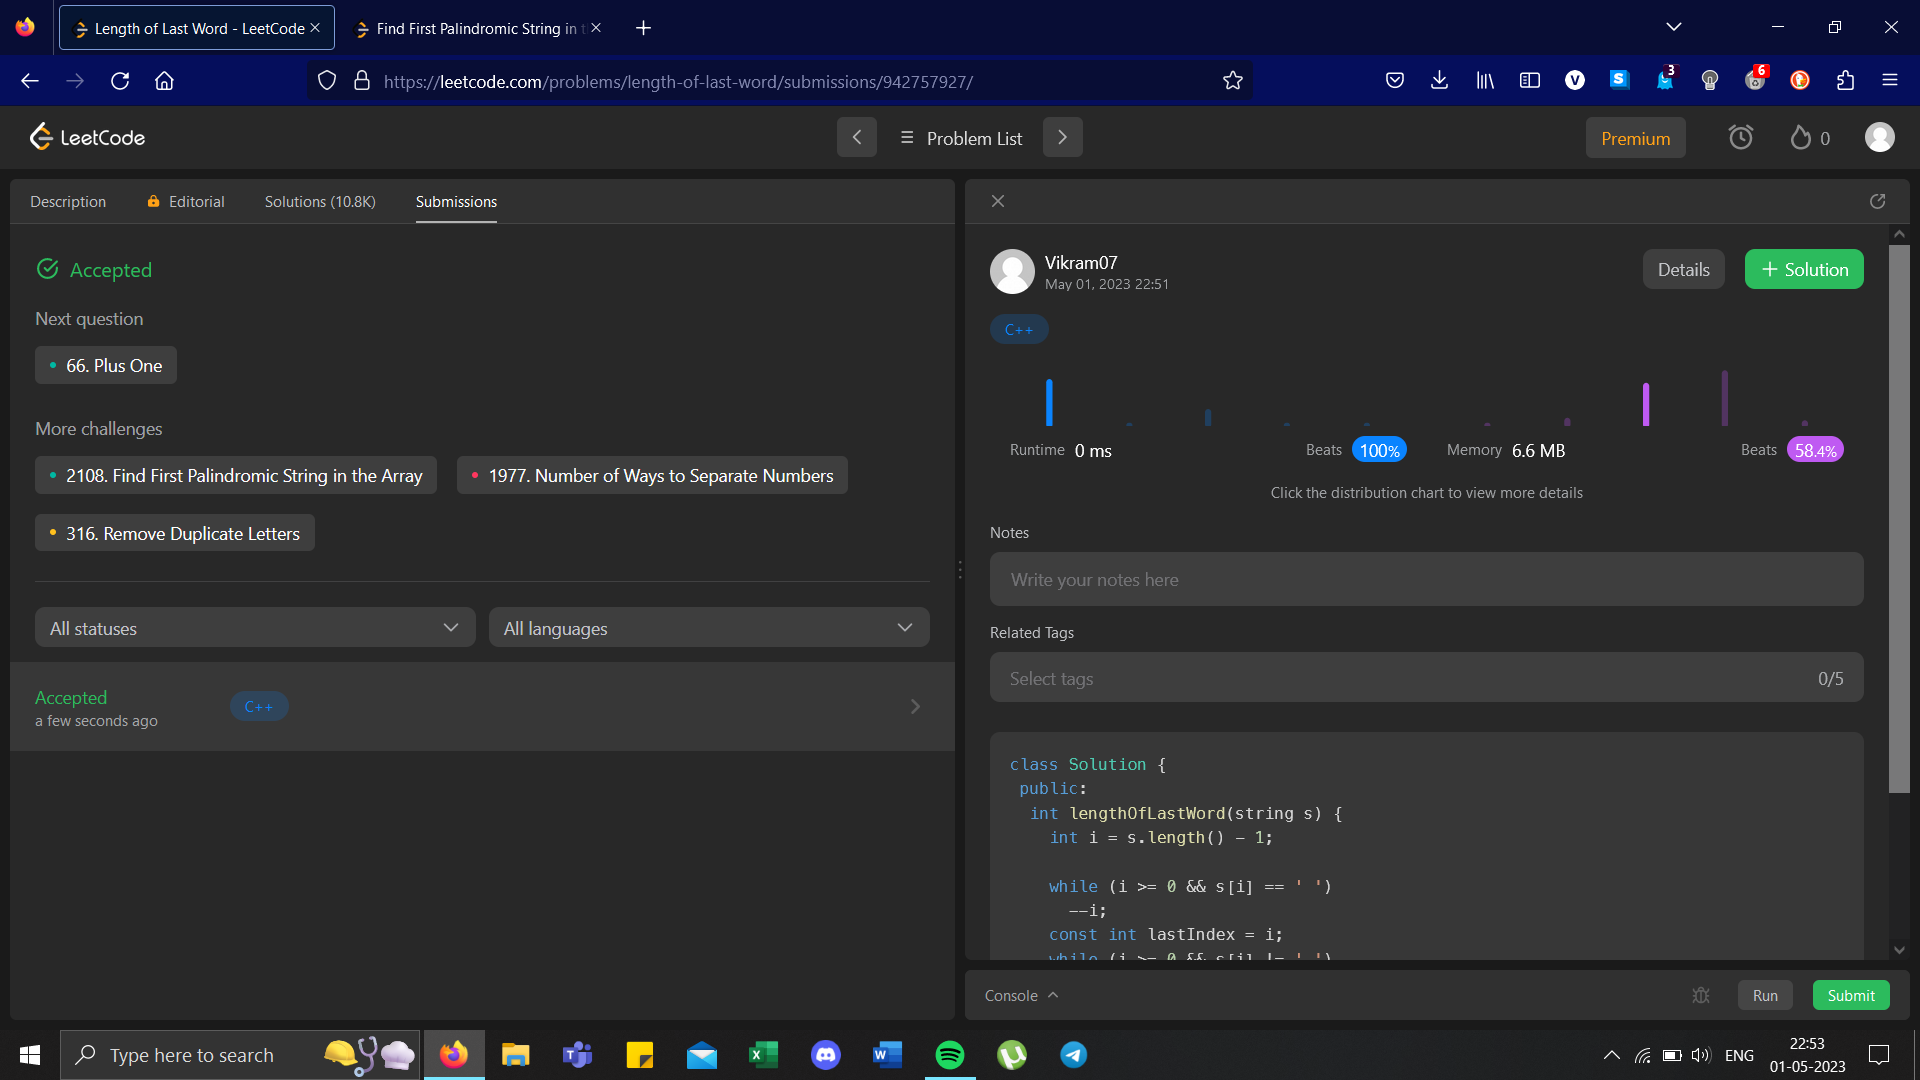 Length of Last Word - LeetCode
Find First Palindromic String in t
https://leetcode.com/problems/length-of-last-word/submissions/942757927/
V
S
3
6
LeetCode
Problem List
Premium
0
Description
Editorial
Solutions (10.8K)
Submissions
Accepted
Next question
66. Plus One
More challenges
2108. Find First Palindromic String in the Array
1977. Number of Ways to Separate Numbers
316. Remove Duplicate Letters
All statuses
All languages
Accepted
a few seconds ago
C++
Vikram07
May 01, 2023 22:51
Details
+ Solution
C++
Runtime 0 ms
Beats 100%
Memory 6.6 MB
Beats 58.4%
Click the distribution chart to view more details
Notes
Write your notes here
Related Tags
Select tags
0/5
class Solution {
public:
int lengthOfLastWord(string s) {
int i = s.length() - 1;
while (i >= 0 && s[i] == ' ')
--i;
const int lastIndex = i;
while (i >= 0 && s[i] != ' ')
Console
Run
Submit
Type here to search
ENG
22:53
01-05-2023